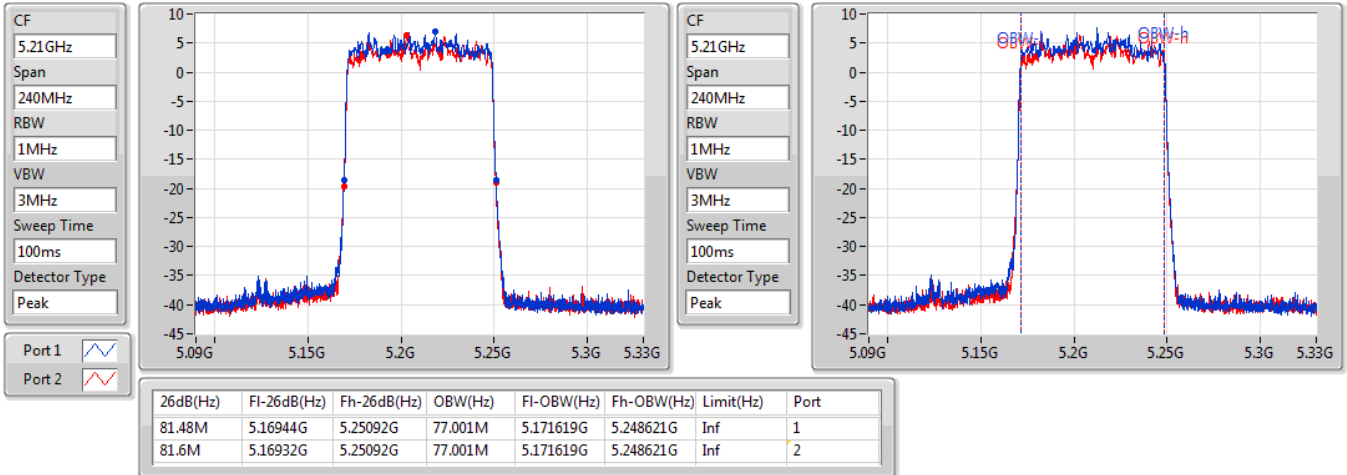 CF
5.21GHz
Span
240MHz
RBW
1MHz
VBW
3MHz
Sweep Time
100ms
Detector Type
Peak
Port 1
Port 2
10
5
0
-5
-10
-15
-20
-25
-30
-35
-40
-45
5.09G 5.15G 5.2G 5.25G 5.3G 5.33G
CF
5.21GHz
Span
240MHz
RBW
1MHz
VBW
3MHz
Sweep Time
100ms
Detector Type
Peak
10
5
0
-5
-10
-15
-20
-25
-30
-35
-40
-45
OBW-h
OBW-h
5.09G 5.15G 5.2G 5.25G 5.3G 5.33G
26dB(Hz) Fl-26dB(Hz) Fh-26dB(Hz) OBW(Hz) Fl-OBW(Hz) Fh-OBW(Hz) Limit(Hz) Port
81.48M 5.16944G 5.25092G 77.001M 5.171619G 5.248621G Inf 1
81.6M 5.16932G 5.25092G 77.001M 5.171619G 5.248621G Inf 2